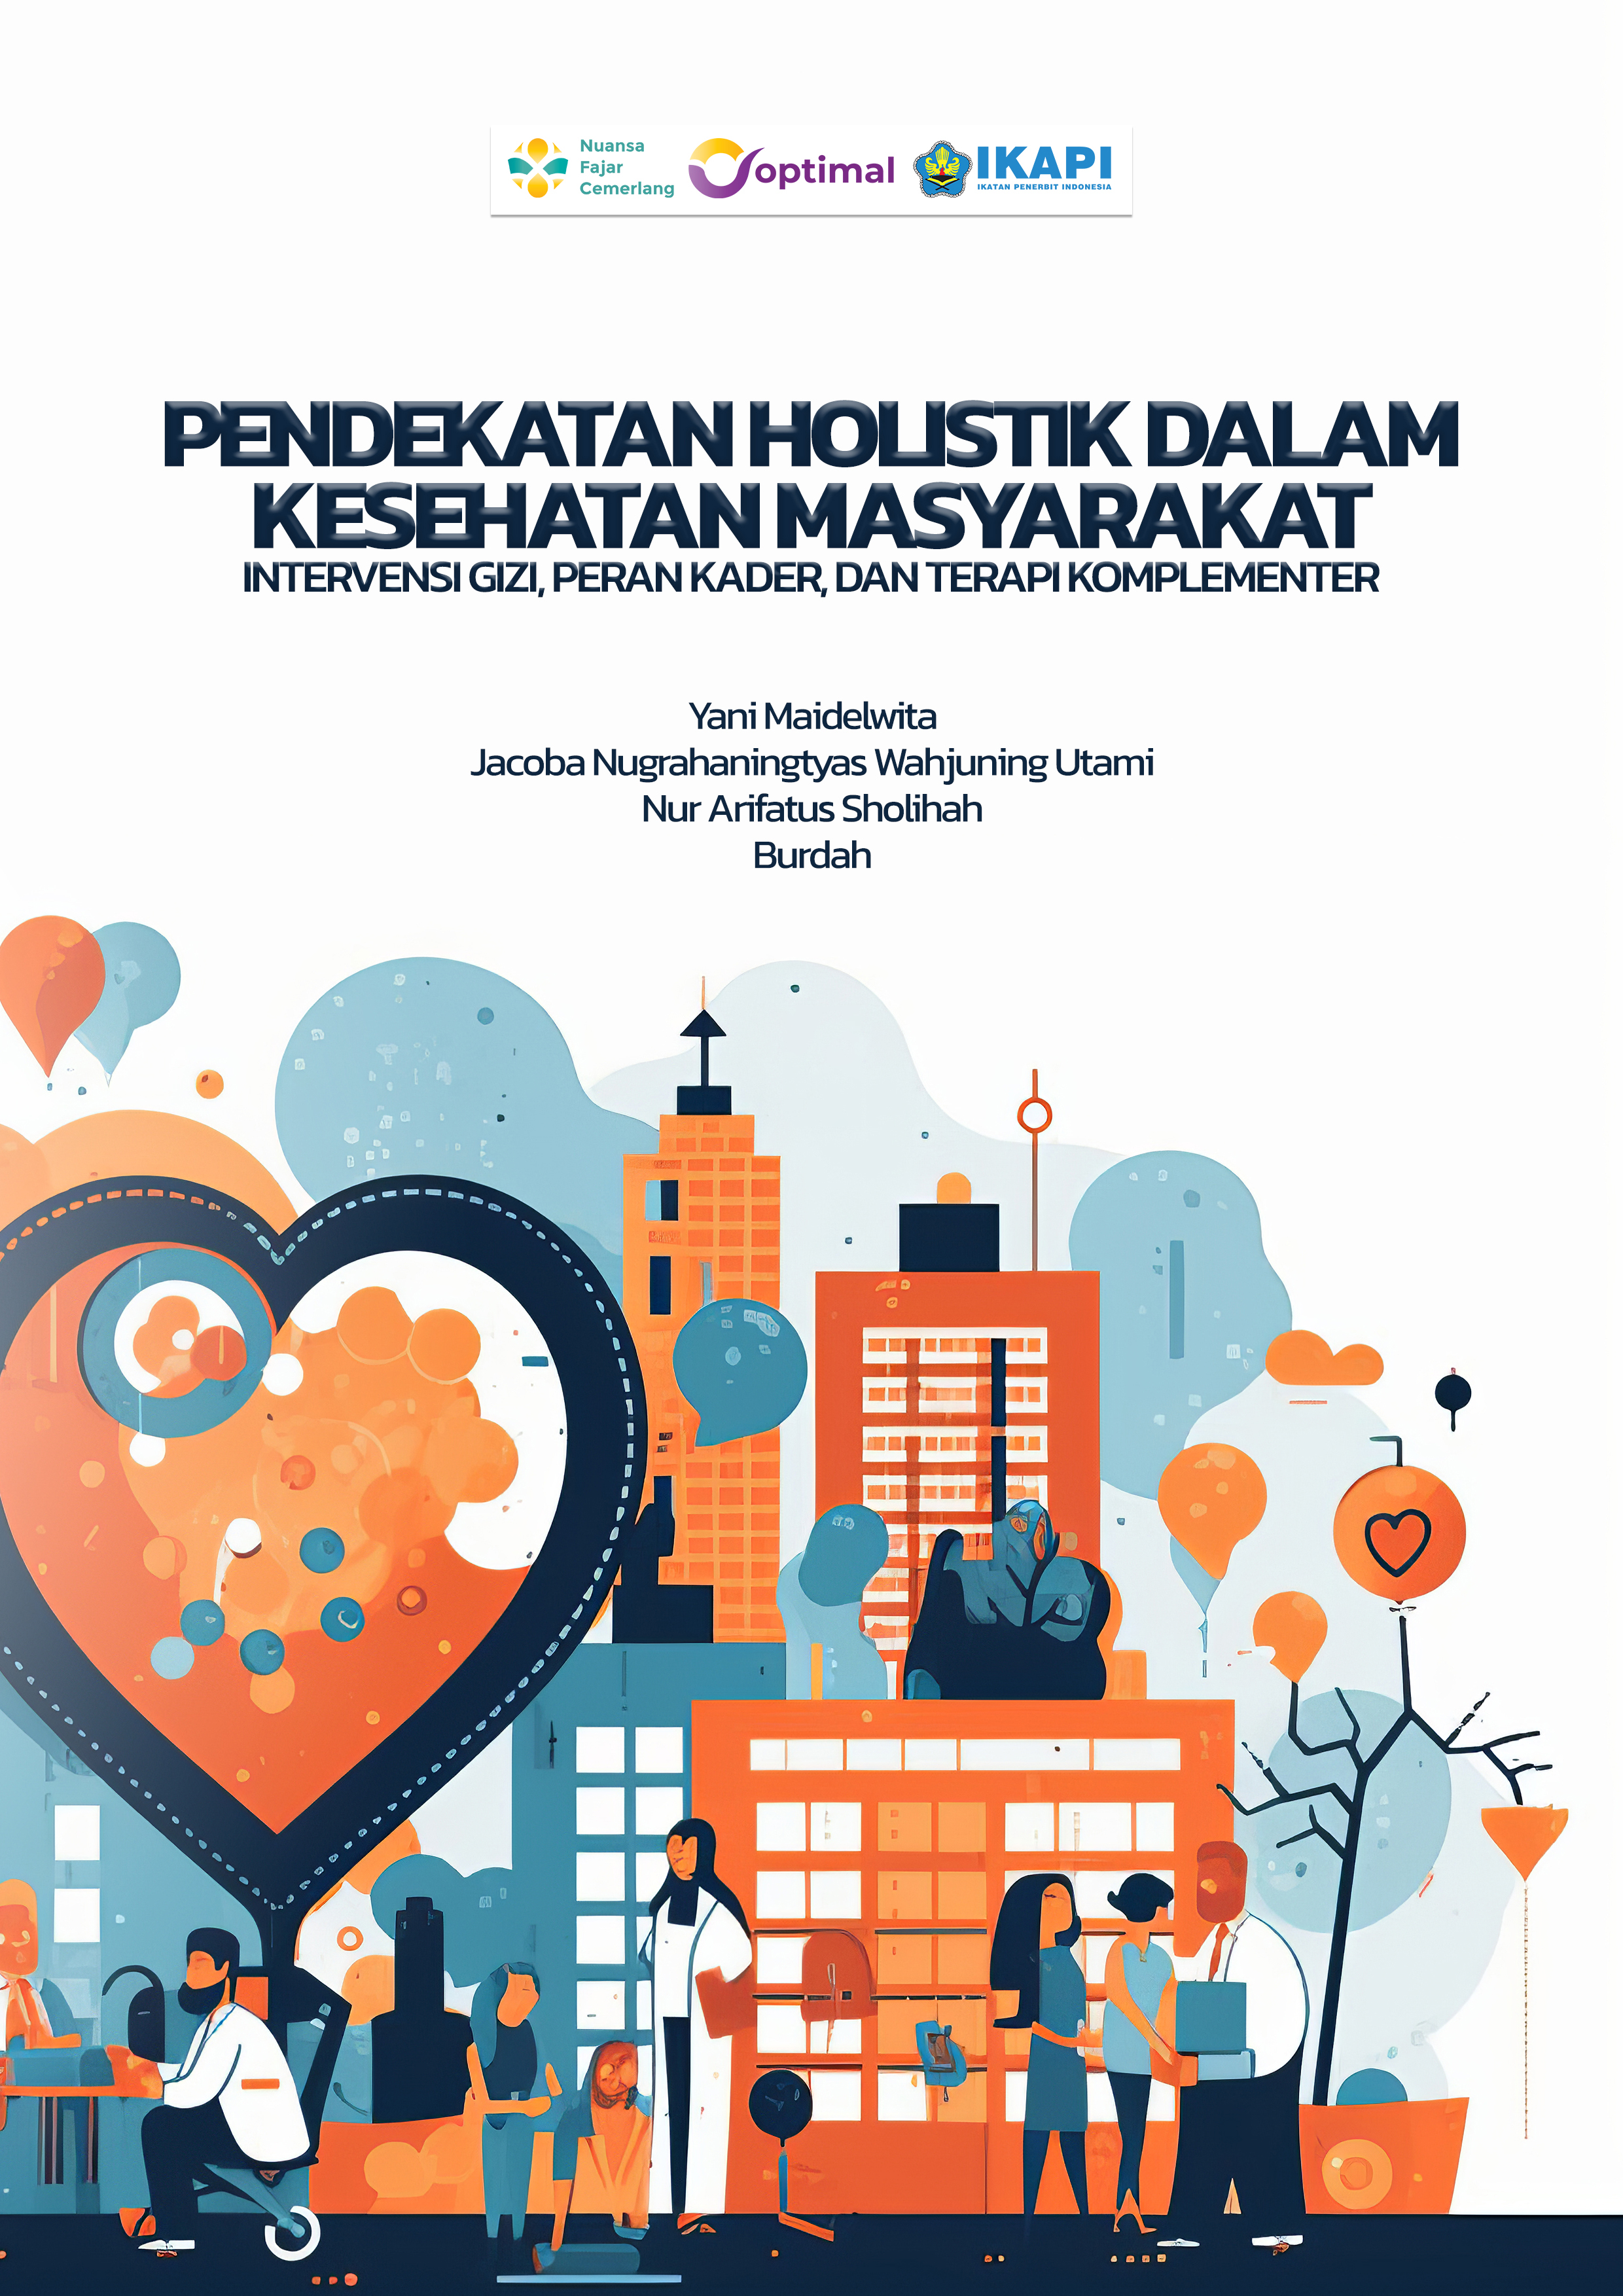 Nuansa
Fajar
Cemerlang
optimal
IKAPI
IKATAN PENERBIT INDONESIA
PENDEKATAN HOLISTIK DALAM
KESEHATAN MASYARAKAT
INTERVENSI GIZI, PERAN KADER, DAN TERAPI KOMPLEMENTER
Yani Maidelwita
Jacoba Nugrahaningtyas Wahjuning Utami
Nur Arifatus Sholihah
Burdah